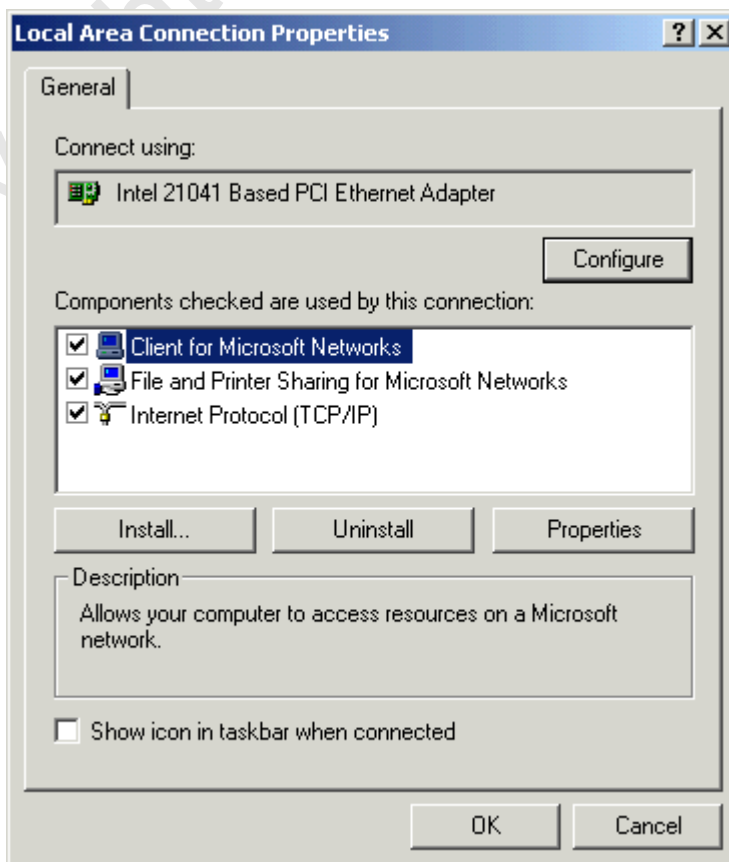 Local Area Connection Properties
General
Connect using:
Intel 21041 Based PCI Ethernet Adapter
Configure
Components checked are used by this connection:
Client for Microsoft Networks
File and Printer Sharing for Microsoft Networks
Internet Protocol (TCP/IP)
Install... Uninstall Properties
Description
Allows your computer to access resources on a Microsoft
network.
Show icon in taskbar when connected
OK Cancel